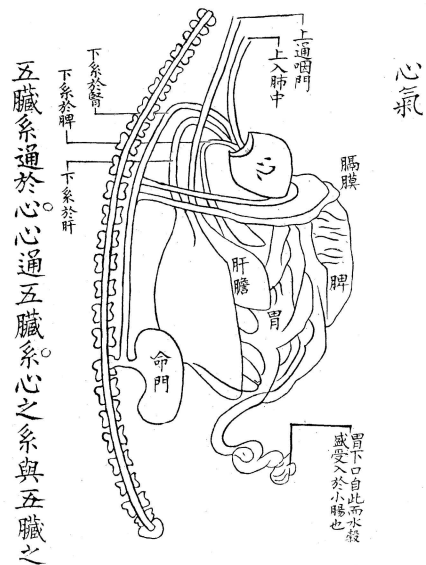 心氣
上通咽門
上入肺中
心
膈膜
脾
胃
肝膽
命門
胃下口自此而水穀
盛受入於小腸也
下系於腎
下系於脾
下系於肝
五臟系通於心心通五臟系心之系與五臟之